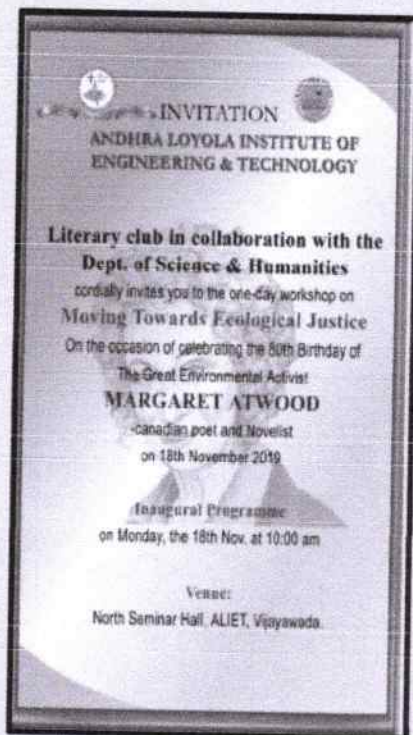 INVITATION
ANDHRA LOYOLA INSTITUTE OF
ENGINEERING & TECHNOLOGY
Literary club in collaboration with the
Dept. of Science & Humanities
cordially invites you to the one-day workshop on
Moving Towards Ecological Justice
On the occasion of celebrating the 80th Birthday of
The Great Environmental Activist
MARGARET ATWOOD
-canadian poet and Novelist
on 18th November 2019
Inaugural Programme
on Monday, the 18th Nov. at 10:00 am
Venue:
North Seminar Hall, ALIET, Vijayawada.